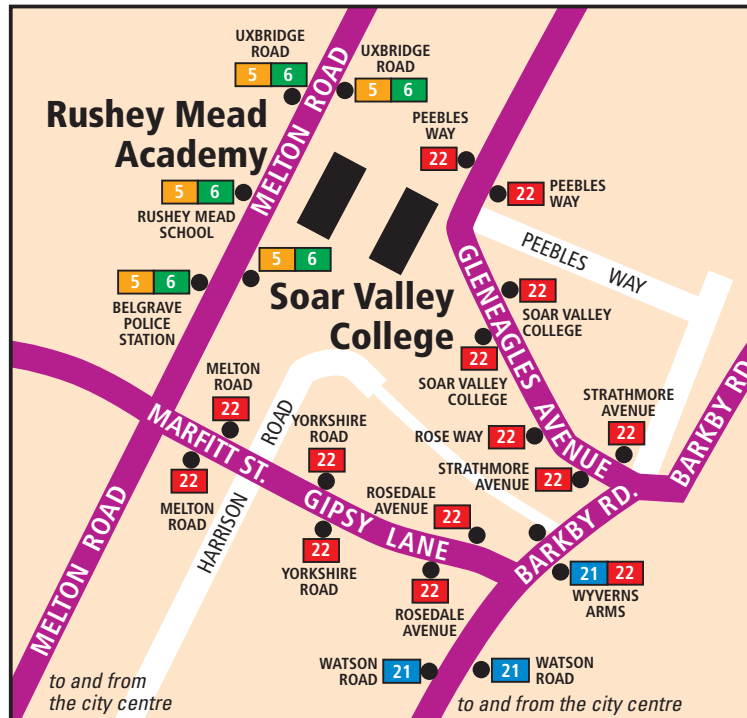 UXBRIDGE
ROAD
5 6
UXBRIDGE
ROAD
5 6
MELTON ROAD
Rushey Mead
Academy
PEEBLES
WAY
22
22
PEEBLES
WAY
5 6
RUSHEY MEAD
SCHOOL
PEEBLES WAY
5 6
5 6
BELGRAVE
POLICE
STATION
Soar Valley
College
GLENEAGLES AVENUE
22
SOAR VALLEY
COLLEGE
22
SOAR VALLEY
COLLEGE
MELTON
ROAD
22
STRATHMORE
AVENUE
22
BARKBY RD
MARFITT ST.
HARRISON ROAD
YORKSHIRE
ROAD
22
ROSE WAY 22
STRATHMORE
AVENUE
22
22
MELTON
ROAD
GIPSY LANE
ROSEDALE
AVENUE
22
BARKBY RD.
22
YORKSHIRE
ROAD
MELTON ROAD
22
ROSEDALE
AVENUE
21 22
WYVERNS
ARMS
WATSON
ROAD
21
21
WATSON
ROAD
to and from
the city centre
to and from the city centre